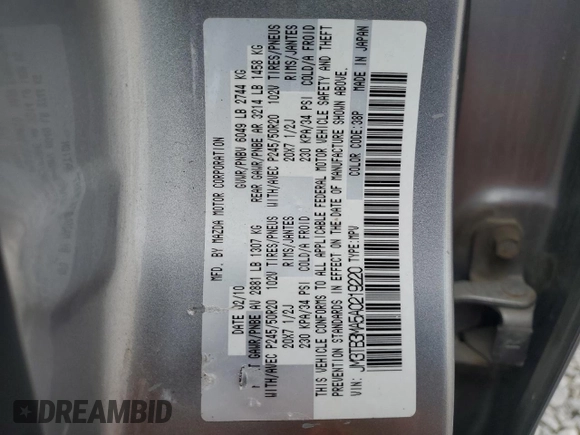 MFD. BY MAZDA MOTOR CORPORATION
DATE 02/10 GVWR/PNBV 6049 LB 2744 KG
GAWR/PNBE AV 2881 LB 1307 KG REAR GAWR/PNBE AR 3214 LB 1458 KG
WITH/AVEC P245/50R20 102V TIRES/PNEUS WITH/AVEC P245/50R20 102V TIRES/PNEUS
20X7 1/2J RIMS/JANTES 20X7 1/2J RIMS/JANTES
230 KPA/34 PSI COLD/A FROID 230 KPA/34 PSI COLD/A FROID
THIS VEHICLE CONFORMS TO ALL APPLICABLE FEDERAL MOTOR VEHICLE SAFETY AND THEFT
PREVENTION STANDARDS IN EFFECT ON THE DATE OF MANUFACTURE SHOWN ABOVE.
VIN: JM3TB3MA5A0219220 TYPE:MPV COLOR CODE:38P MADE IN JAPAN
DREAMBID